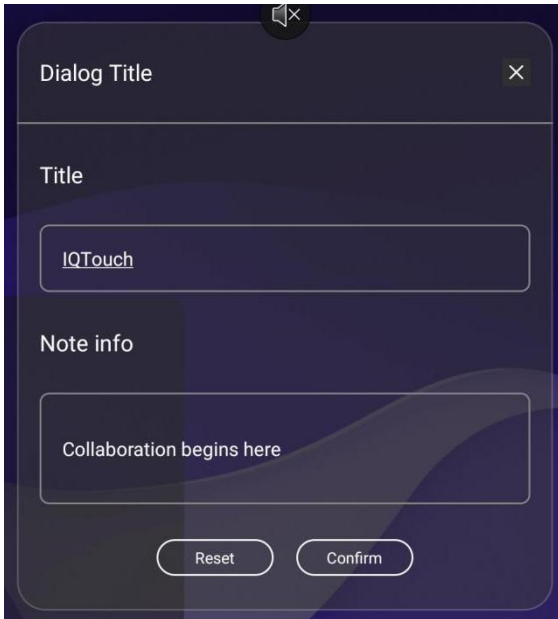 Dialog Title
Title
IQTouch
Note info
Collaboration begins here
Reset
Confirm